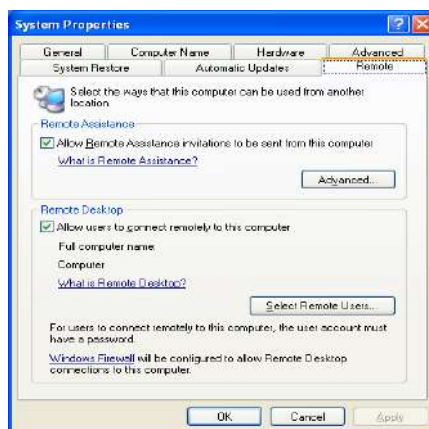 System Properties
General Computer Name Hardware Advanced
System Restore Automatic Updates Remote
Select the ways that this computer can be used from another
location
Remote Assistance
Allow Remote Assistance invitations to be sent from this computer
What is Remote Assistance?
Advanced...
Remote Desktop
Allow users to connect remotely to this computer
Full computer name:
Computer
What is Remote Desktop?
Select Remote Users...
For users to connect remotely to this computer, the user account must
have a password.
Windows Firewall will be configured to allow Remote Desktop
connections to this computer.
OK Cancel Apply